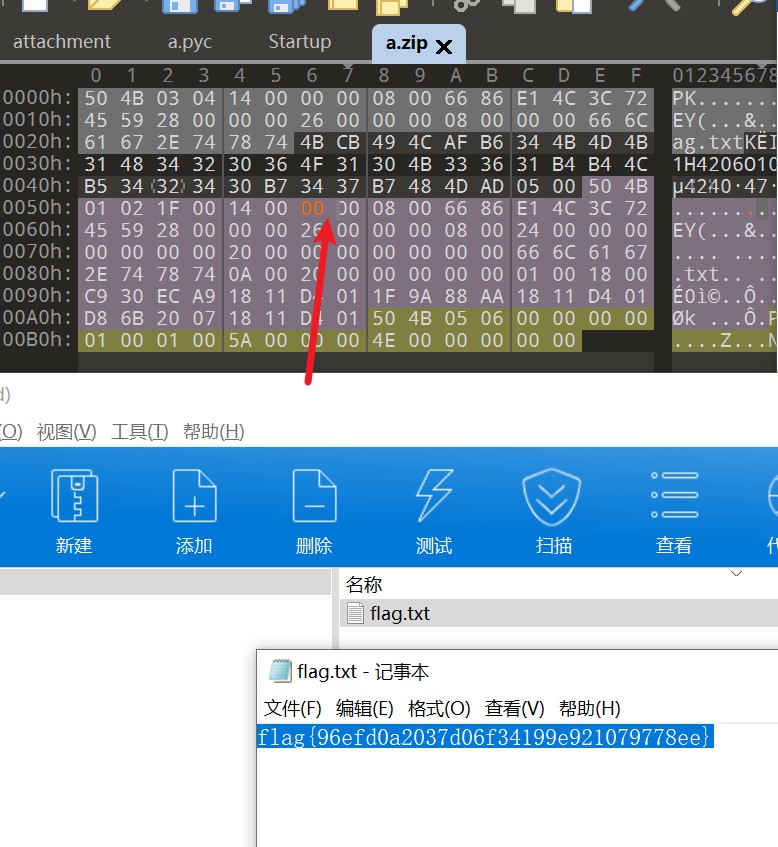 attachment a.pyc Startup a.zip
0 1 2 3 4 5 6 7 8 9 A B C D E F 012345678
0000h: 50 4B 03 04 14 00 00 00 08 00 66 86 E1 4C 3C 72 PK.......
0010h: 45 59 28 00 00 00 26 00 00 00 08 00 00 00 66 6C EY(...&..
0020h: 61 67 2E 74 78 74 4B CB 49 4C AF B6 34 4B 4D 4B ag.txtKËI
0030h: 31 48 34 32 30 36 4F 31 30 4B 33 36 31 B4 B4 4C 1H4206O10
0040h: B5 34 32 34 30 B7 34 37 B7 48 4D AD 05 00 50 4B µ4240·47·
0050h: 01 02 1F 00 14 00 00 00 08 00 66 86 E1 4C 3C 72 .........
0060h: 45 59 28 00 00 00 26 00 00 00 08 00 24 00 00 00 EY(...&..
0070h: 00 00 00 00 20 00 00 00 00 00 00 00 66 6C 61 67 .... ....
0080h: 2E 74 78 74 0A 00 20 00 00 00 00 00 01 00 18 00 .txt.. ..
0090h: C9 30 EC A9 18 11 D4 01 1F 9A 88 AA 18 11 D4 01 É0ì©..Ô..
00A0h: D8 6B 20 07 18 11 D4 01 50 4B 05 06 00 00 00 00 Øk ...Ô.P
00B0h: 01 00 01 00 5A 00 00 00 4E 00 00 00 00 00 ....Z...N
d)
(O) 视图(V) 工具(T) 帮助(H)
新建 添加 删除 测试 扫描 查看
名称
flag.txt
flag.txt - 记事本
文件(F) 编辑(E) 格式(O) 查看(V) 帮助(H)
flag{96efd0a2037d06f34199e921079778ee}